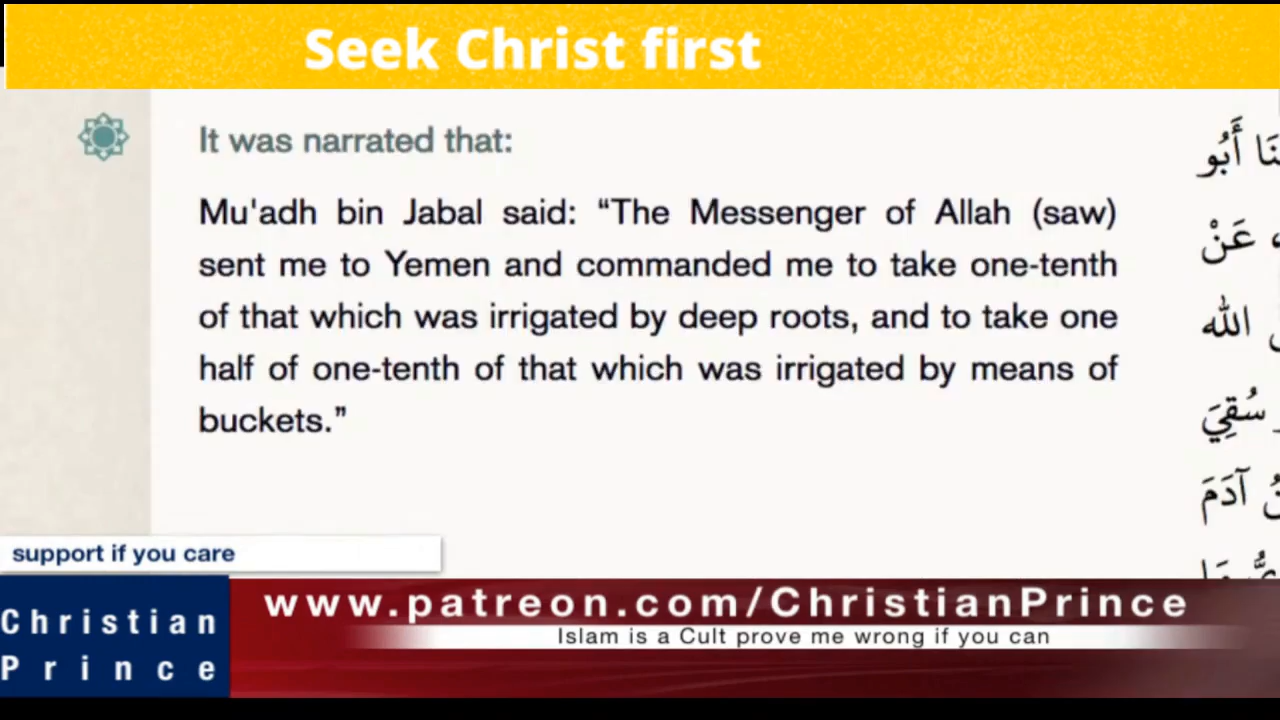 Seek Christ first
It was narrated that:
Mu'adh bin Jabal said: “The Messenger of Allah (saw)
sent me to Yemen and commanded me to take one-tenth
of that which was irrigated by deep roots, and to take one
half of one-tenth of that which was irrigated by means of
buckets.”
أَبُو
عَنْ
الله
سُقِيَ
آدَمَ
support if you care
Christian
Prince
www.patreon.com/ChristianPrince
Islam is a Cult prove me wrong if you can